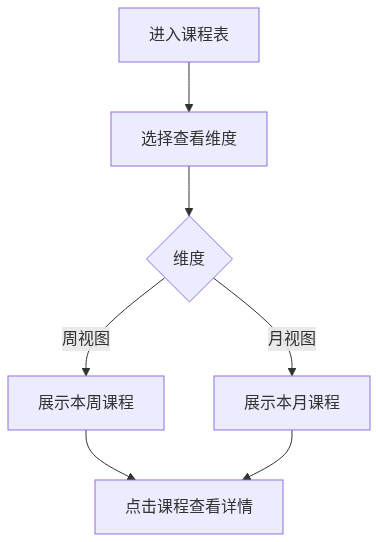 进入课程表
选择查看维度
维度
周视图
月视图
展示本周课程
展示本月课程
点击课程查看详情